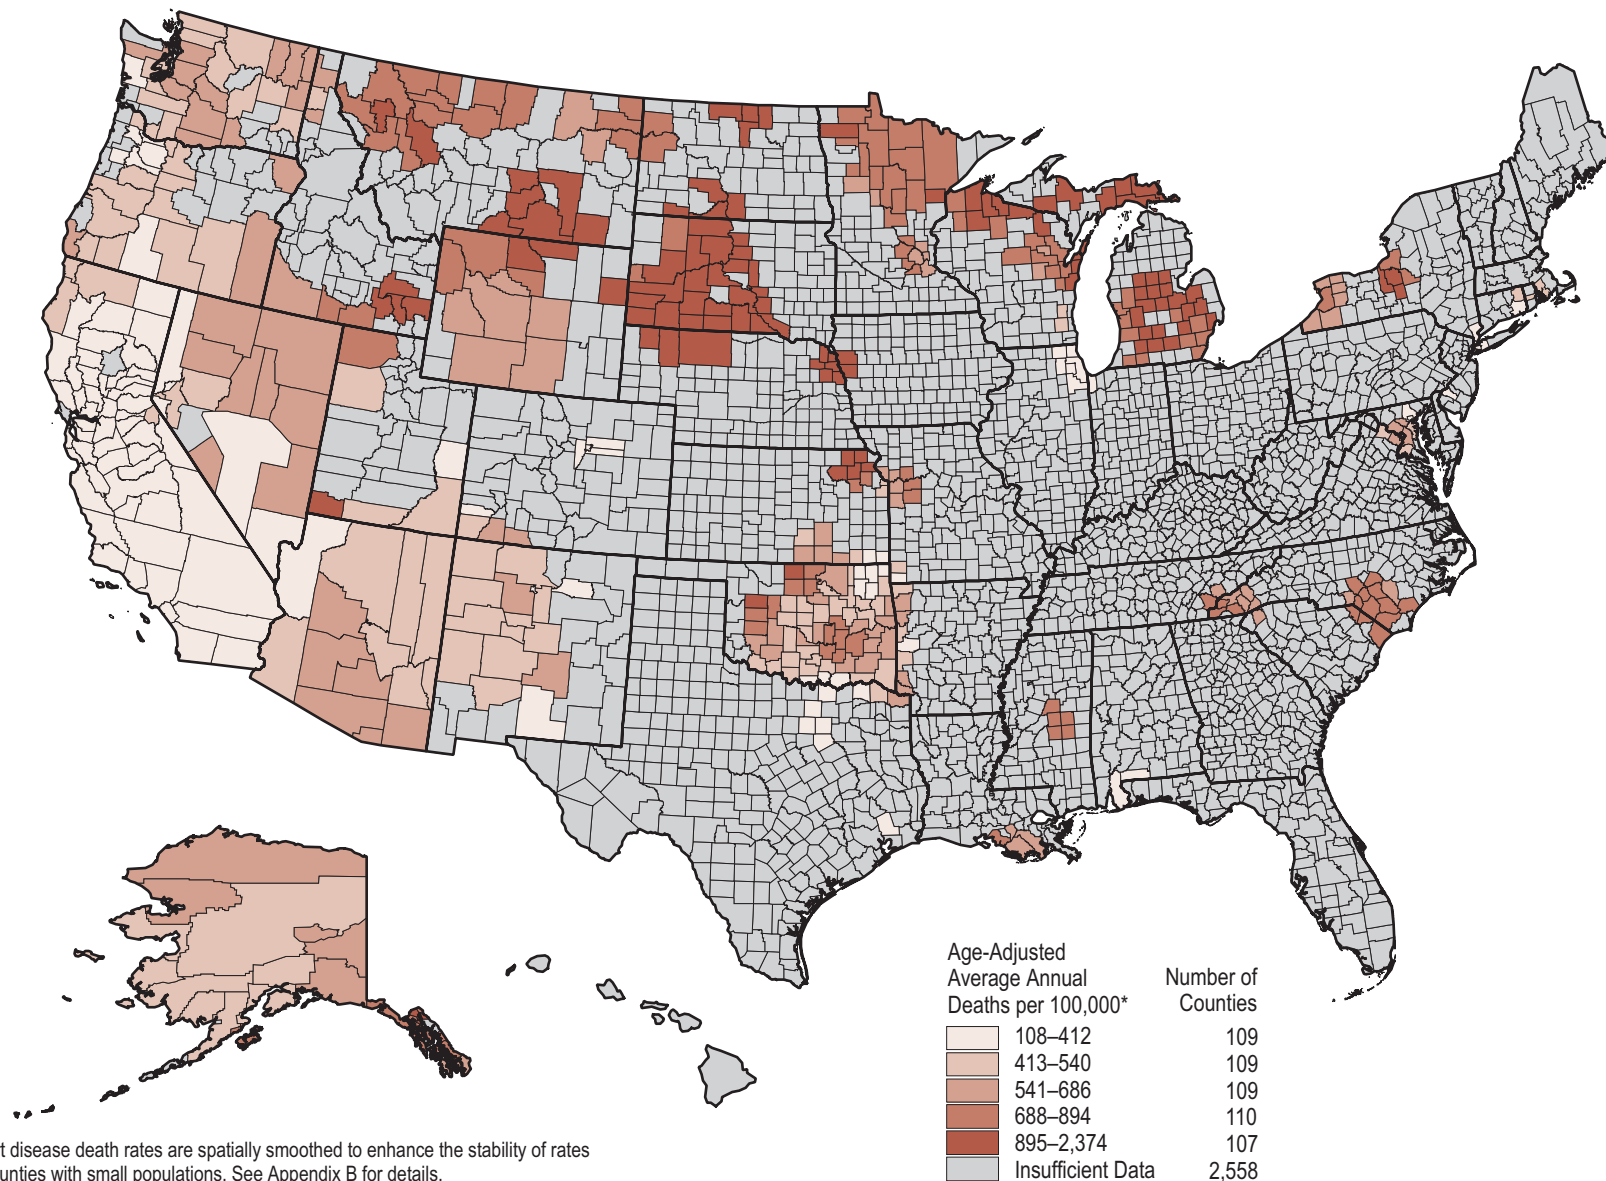 Age-Adjusted
Average Annual
Deaths per 100,000*
Number of
Counties
108–412 109
413–540 109
541–686 109
688–894 110
895–2,374 107
Insufficient Data 2,558
t disease death rates are spatially smoothed to enhance the stability of rates
unties with small populations. See Appendix B for details.